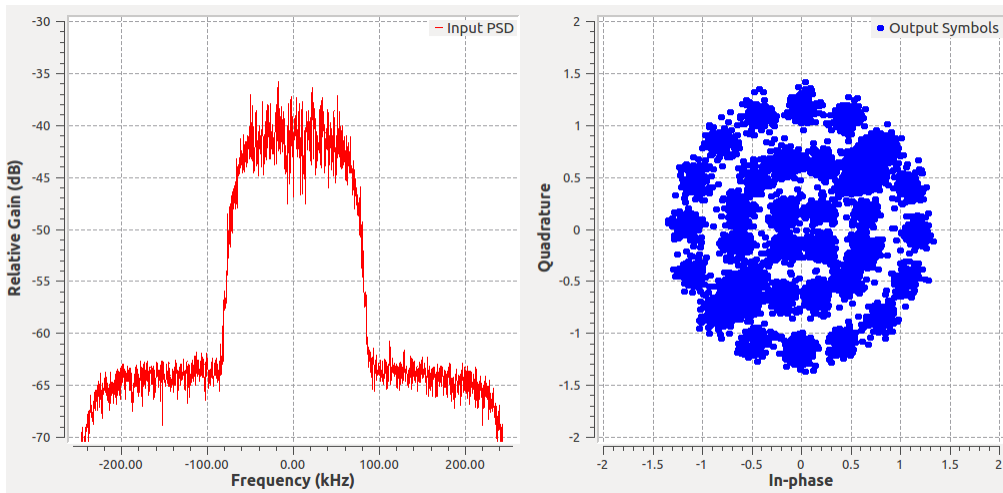 Input PSD
-30
-35
-40
-45
-50
-55
-60
-65
-70
Relative Gain (dB)
-200.00 -100.00 0.00 100.00 200.00
Frequency (kHz)
Output Symbols
2
1.5
1
0.5
0
-0.5
-1
-1.5
-2
Quadrature
-2 -1.5 -1 -0.5 0 0.5 1 1.5 2
In-phase